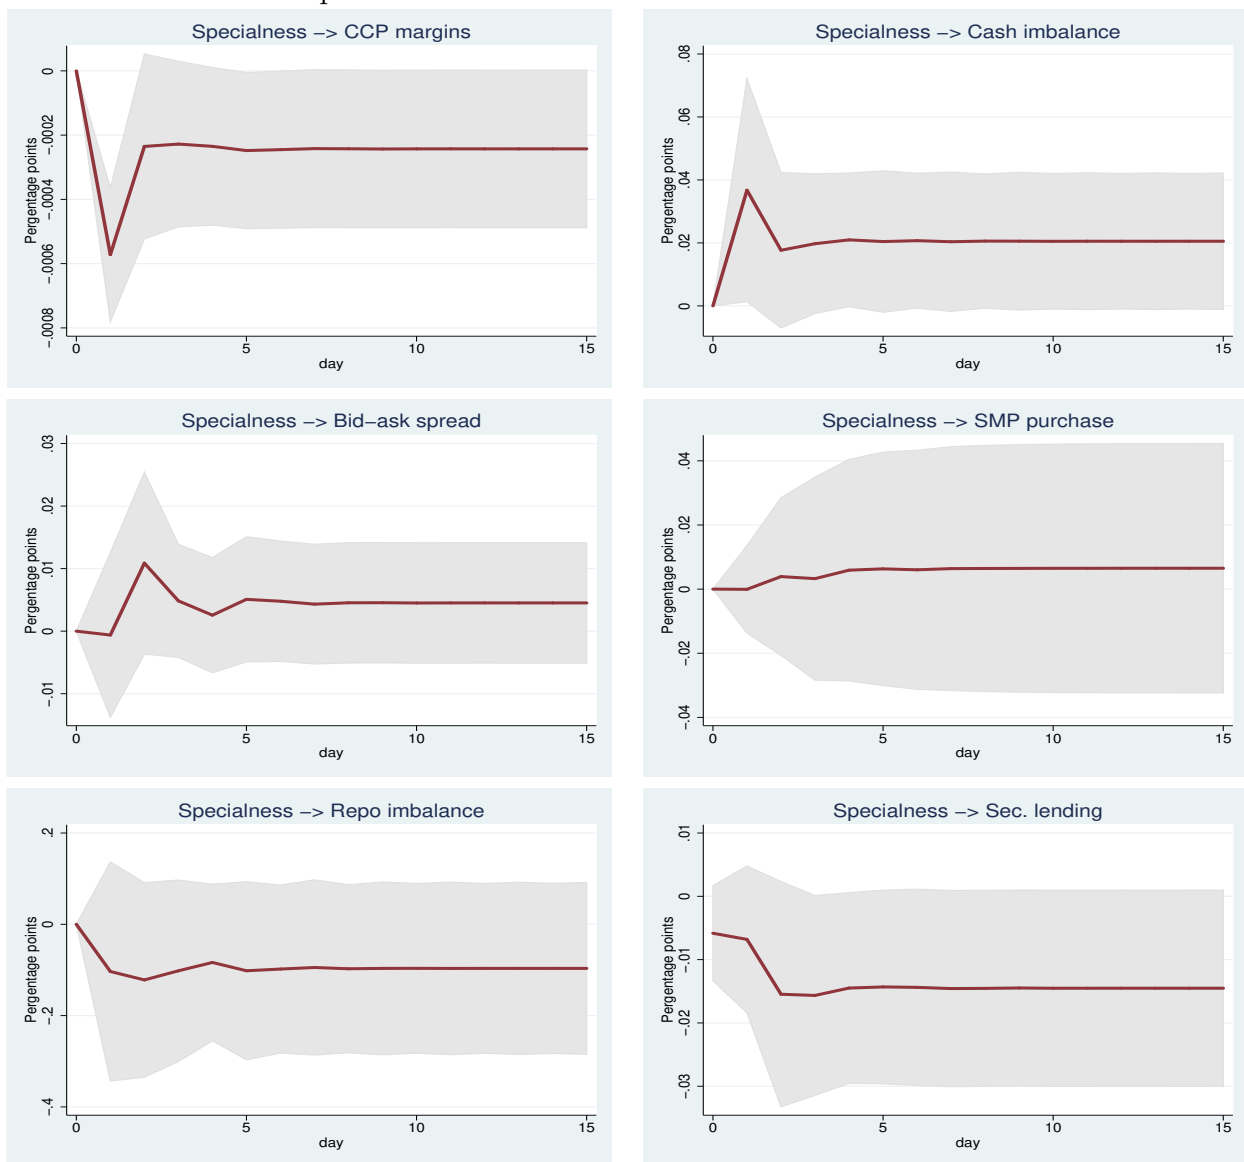 Specialness –> CCP margins
Pergentage points
0
–.0002
–.0004
–.0006
–.0008
0 5 10 15
day
Specialness –> Cash imbalance
Pergentage points
.08
.06
.04
.02
0
0 5 10 15
day
Specialness –> Bid–ask spread
Pergentage points
.03
.02
.01
0
–.01
0 5 10 15
day
Specialness –> SMP purchase
Pergentage points
.04
.02
0
–.02
–.04
0 5 10 15
day
Specialness –> Repo imbalance
Pergentage points
.2
0
–.2
–.4
0 5 10 15
day
Specialness –> Sec. lending
Pergentage points
.01
0
–.01
–.02
–.03
0 5 10 15
day